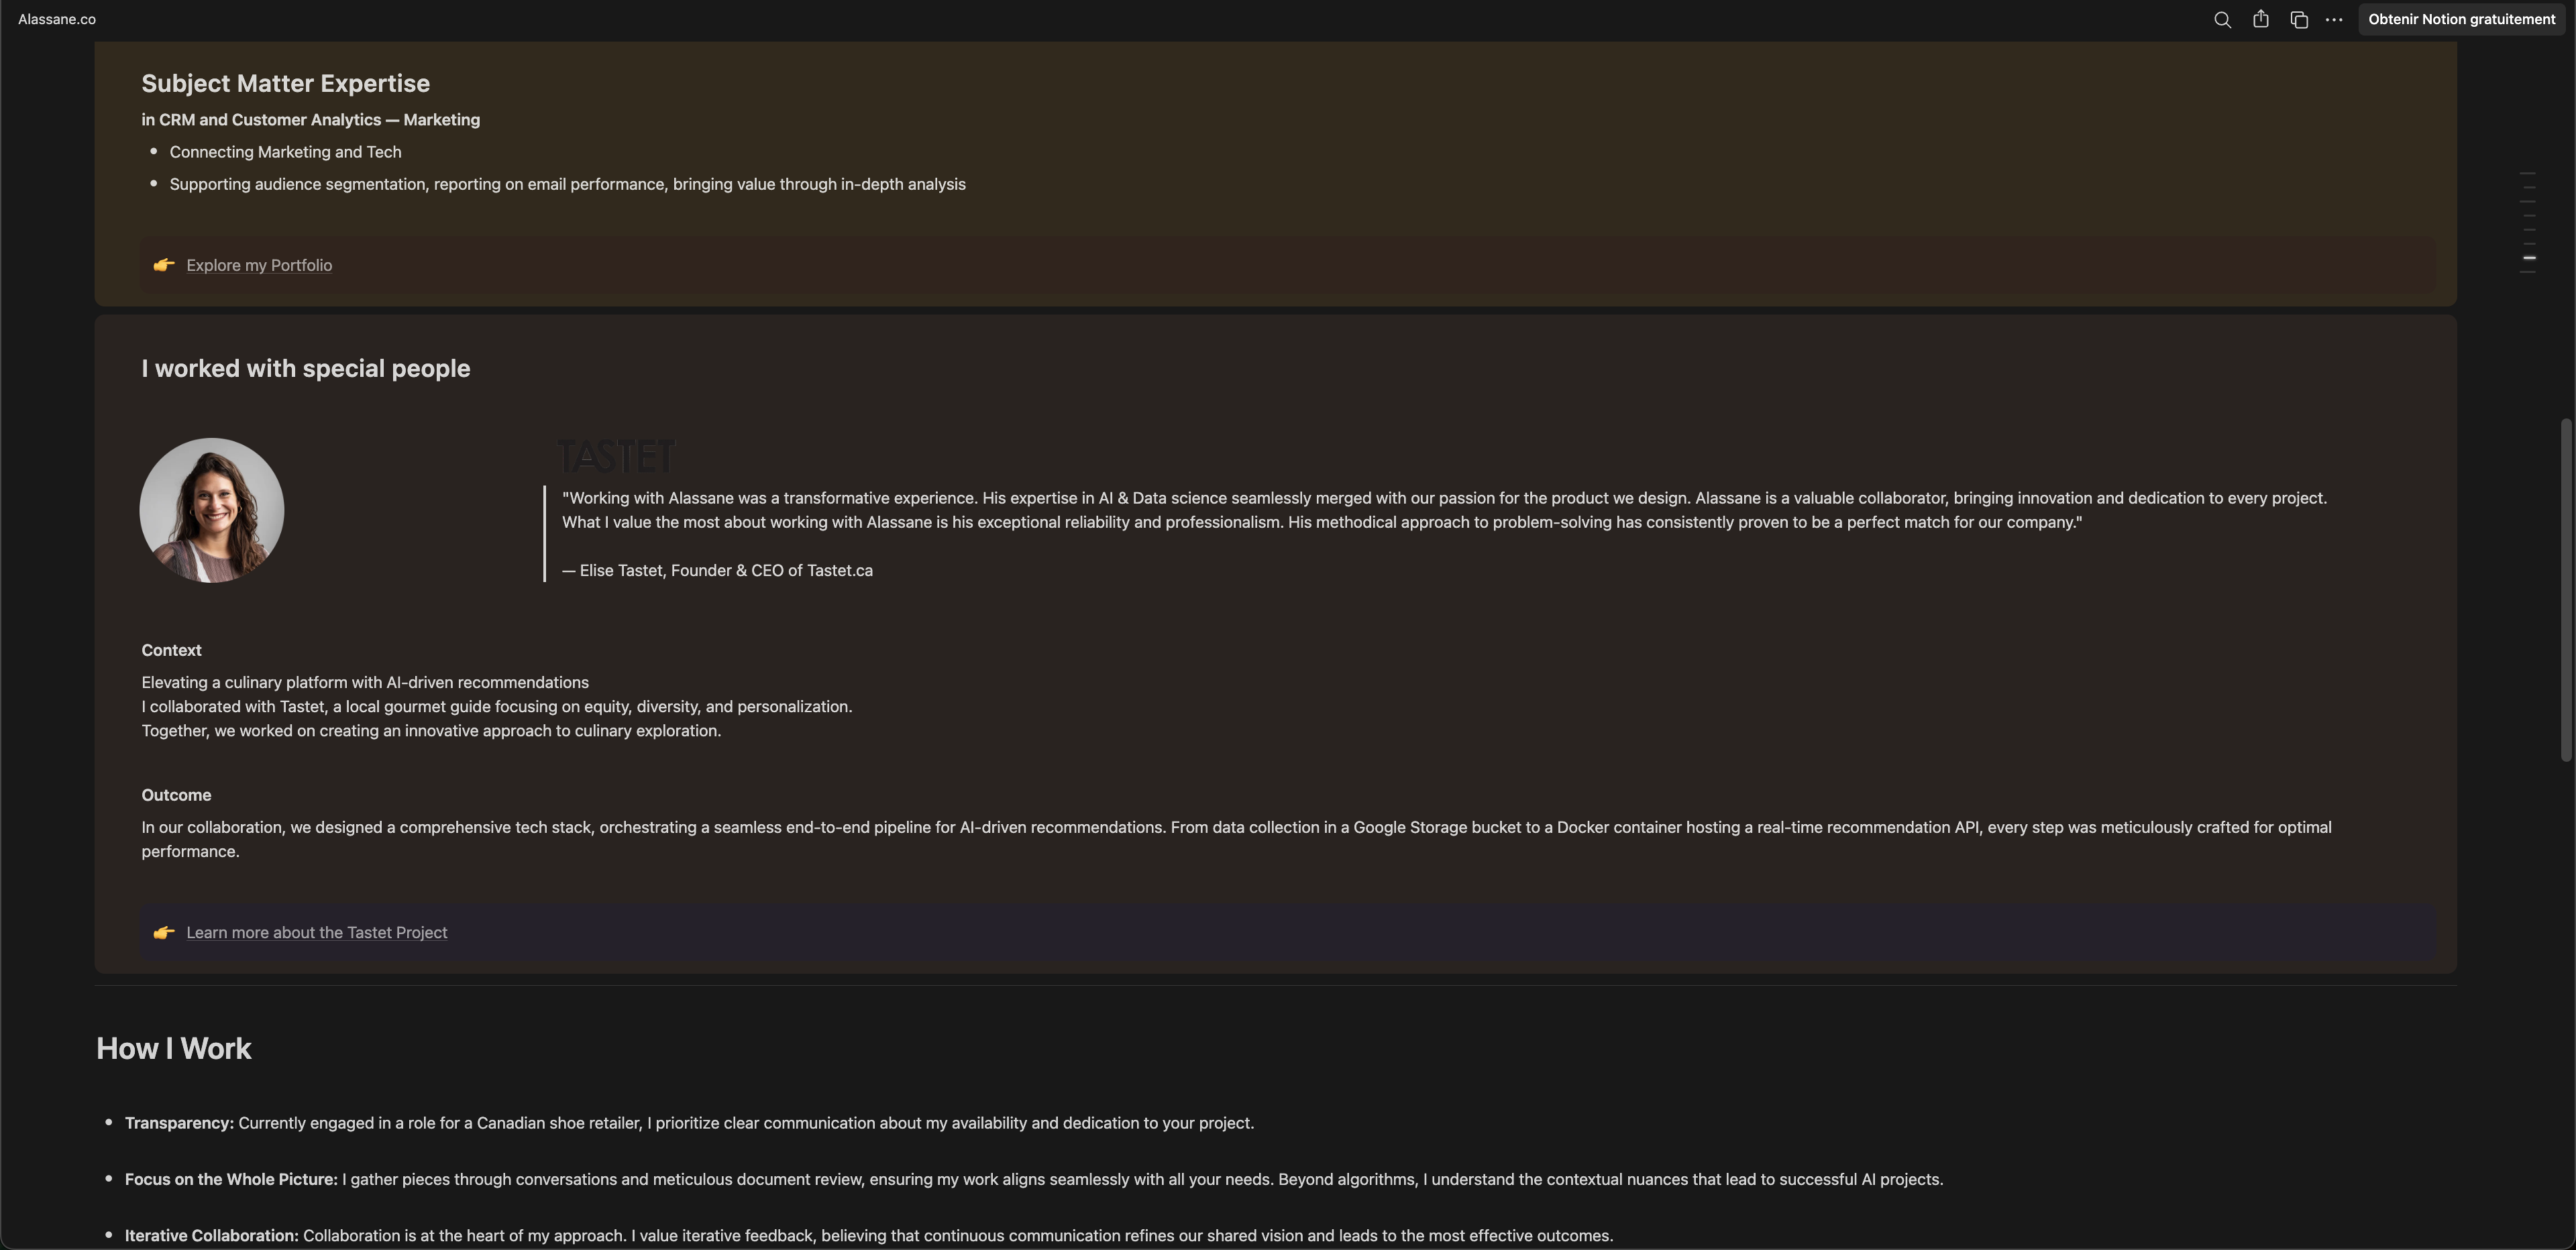 Alassane.co
Obtenir Notion gratuitement
Subject Matter Expertise
in CRM and Customer Analytics — Marketing
Connecting Marketing and Tech
Supporting audience segmentation, reporting on email performance, bringing value through in-depth analysis
Explore my Portfolio
I worked with special people
TASTET
"Working with Alassane was a transformative experience. His expertise in AI & Data science seamlessly merged with our passion for the product we design. Alassane is a valuable collaborator, bringing innovation and dedication to every project.
What I value the most about working with Alassane is his exceptional reliability and professionalism. His methodical approach to problem-solving has consistently proven to be a perfect match for our company."
— Elise Tastet, Founder & CEO of Tastet.ca
Context
Elevating a culinary platform with AI-driven recommendations
I collaborated with Tastet, a local gourmet guide focusing on equity, diversity, and personalization.
Together, we worked on creating an innovative approach to culinary exploration.
Outcome
In our collaboration, we designed a comprehensive tech stack, orchestrating a seamless end-to-end pipeline for AI-driven recommendations. From data collection in a Google Storage bucket to a Docker container hosting a real-time recommendation API, every step was meticulously crafted for optimal
performance.
Learn more about the Tastet Project
How I Work
Transparency: Currently engaged in a role for a Canadian shoe retailer, I prioritize clear communication about my availability and dedication to your project.
Focus on the Whole Picture: I gather pieces through conversations and meticulous document review, ensuring my work aligns seamlessly with all your needs. Beyond algorithms, I understand the contextual nuances that lead to successful AI projects.
Iterative Collaboration: Collaboration is at the heart of my approach. I value iterative feedback, believing that continuous communication refines our shared vision and leads to the most effective outcomes.